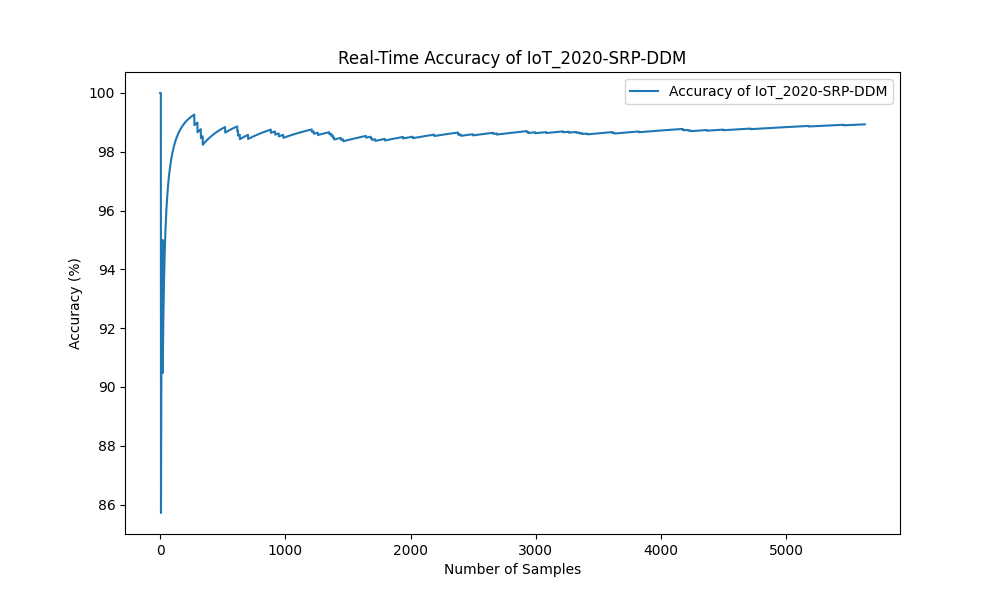 Real-Time Accuracy of IoT_2020-SRP-DDM
Accuracy of IoT_2020-SRP-DDM
100
98
96
94
92
90
88
86
Accuracy (%)
0 1000 2000 3000 4000 5000
Number of Samples